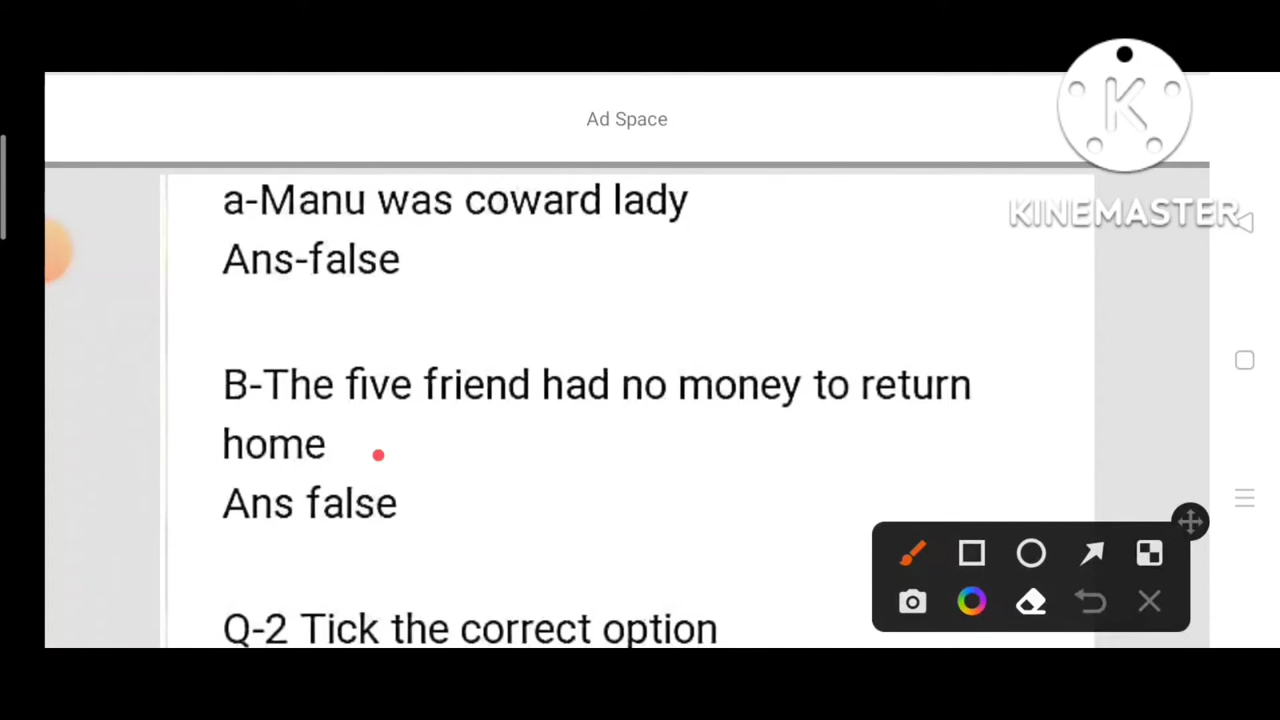 Ad Space
K
KINEMASTER
a-Manu was coward lady
Ans-false
B-The five friend had no money to return
home
Ans false
Q-2 Tick the correct option